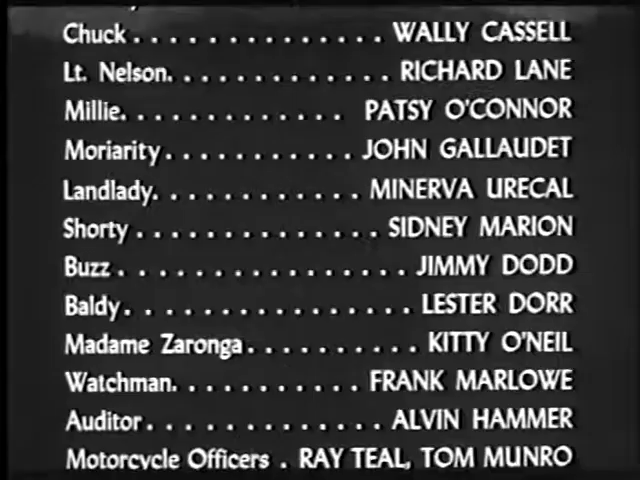 Chuck . . . . . . . . . . . . . . WALLY CASSELL
Lt. Nelson. . . . . . . . . . . . . RICHARD LANE
Millie. . . . . . . . . . . . . PATSY O'CONNOR
Moriarity . . . . . . . . . . . JOHN GALLAUDET
Landlady. . . . . . . . . . . . MINERVA URECAL
Shorty . . . . . . . . . . . . . . SIDNEY MARION
Buzz . . . . . . . . . . . . . . . . . JIMMY DODD
Baldy . . . . . . . . . . . . . . . . . LESTER DORR
Madame Zaronga . . . . . . . . . . KITTY O'NEIL
Watchman. . . . . . . . . . . FRANK MARLOWE
Auditor . . . . . . . . . . . . . . ALVIN HAMMER
Motorcycle Officers . RAY TEAL, TOM MUNRO